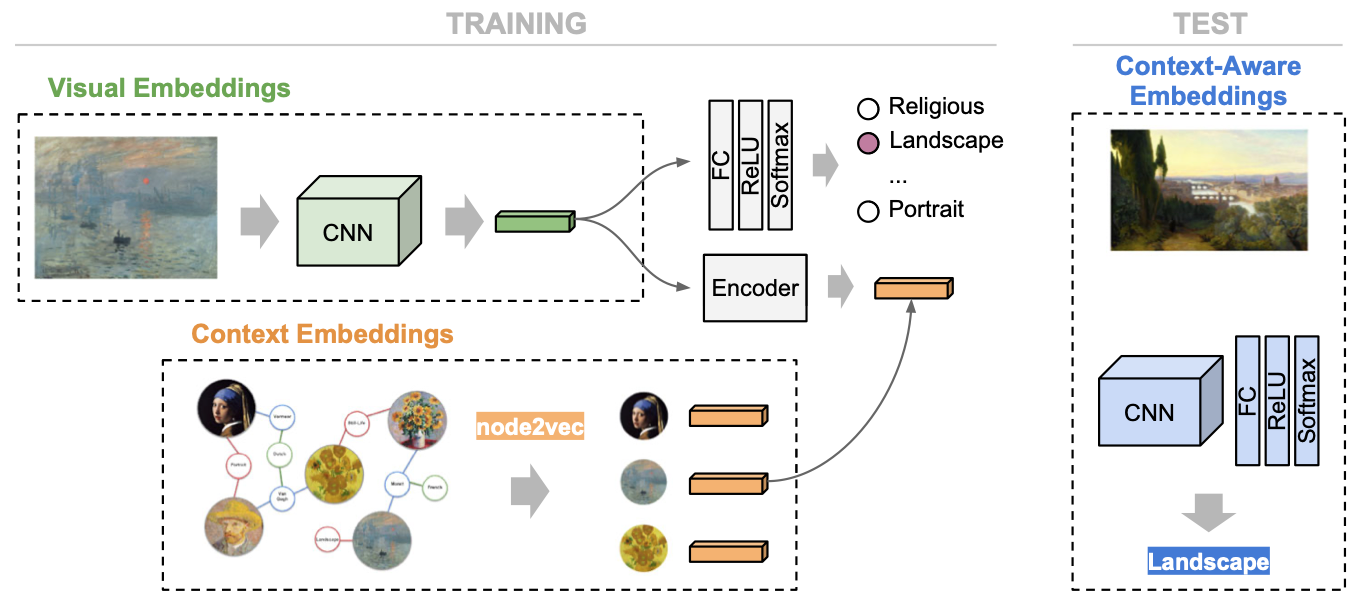 TRAINING
TEST
Visual Embeddings
Context-Aware
Embeddings
CNN
FC
ReLU
Softmax
Religious
Landscape
...
Portrait
Encoder
Context Embeddings
Vermeer
Still-Life
Dutch
Portrait
Van
Gogh
Monet
French
Landscape
node2vec
CNN
FC
ReLU
Softmax
Landscape